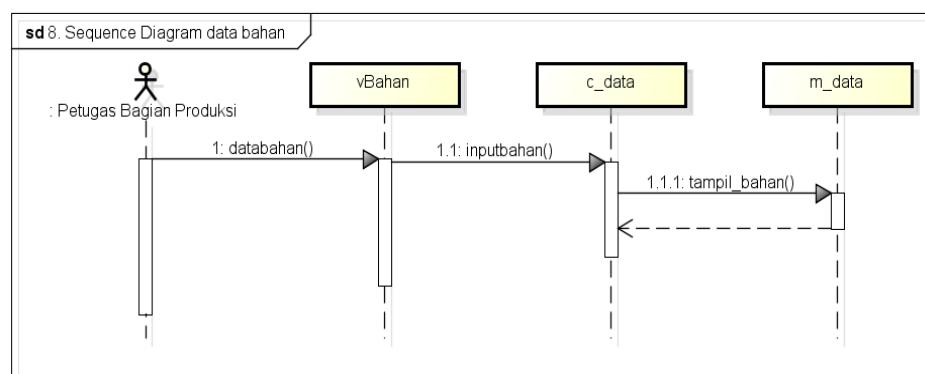 sd 8. Sequence Diagram data bahan
: Petugas Bagian Produksi
vBahan
c_data
m_data
1: databahan()
1.1: inputbahan()
1.1.1: tampil_bahan()